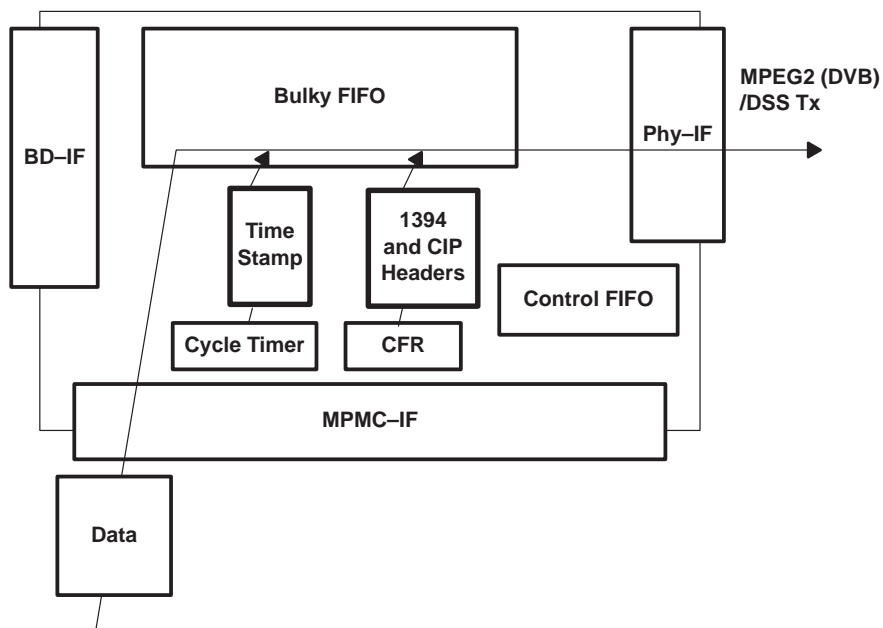 MPEG2 (DVB)
/DSS Tx
Bulky FIFO
Phy–IF
BD–IF
Time
Stamp
1394
and CIP
Headers
Control FIFO
Cycle Timer
CFR
MPMC–IF
Data